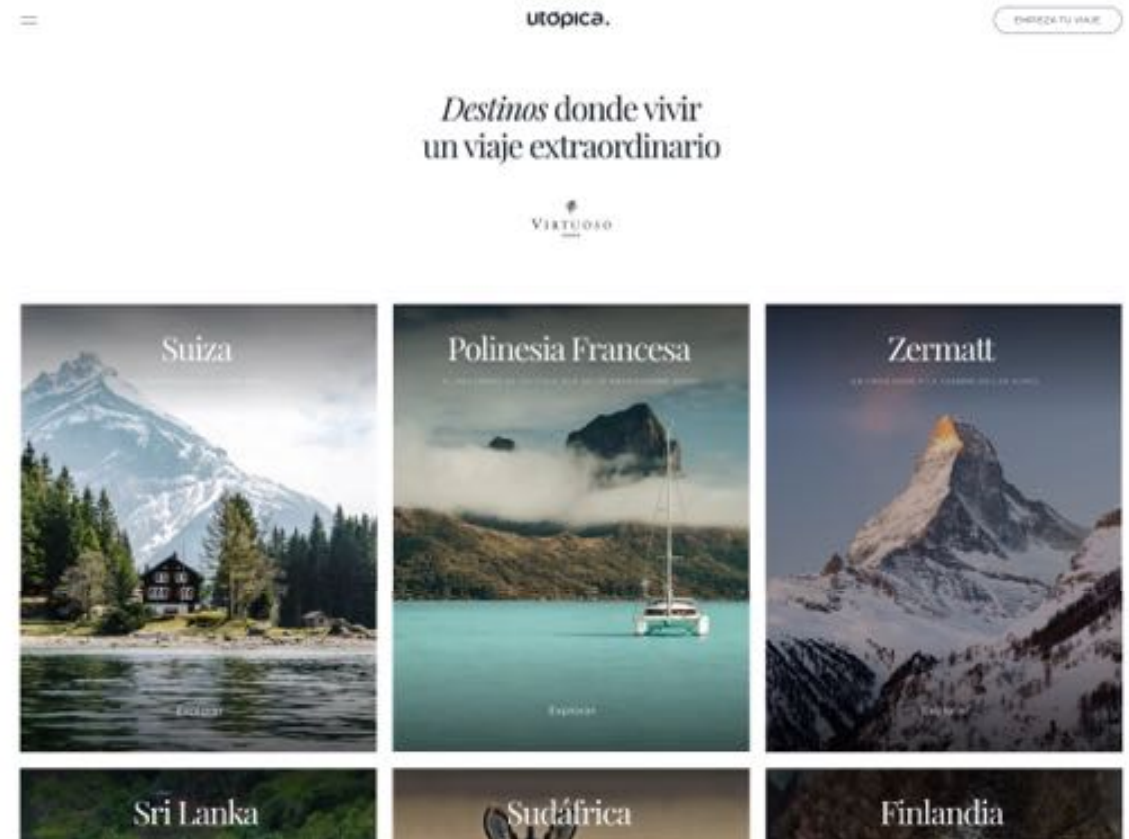 utópica.
EMPIEZA TU VIAJE
Destinos donde vivir
un viaje extraordinario
VIRTUOSO
Suiza
Polinesia Francesa
Zermatt
Explorar
Explorar
Explorar
Sri Lanka
Sudáfrica
Finlandia